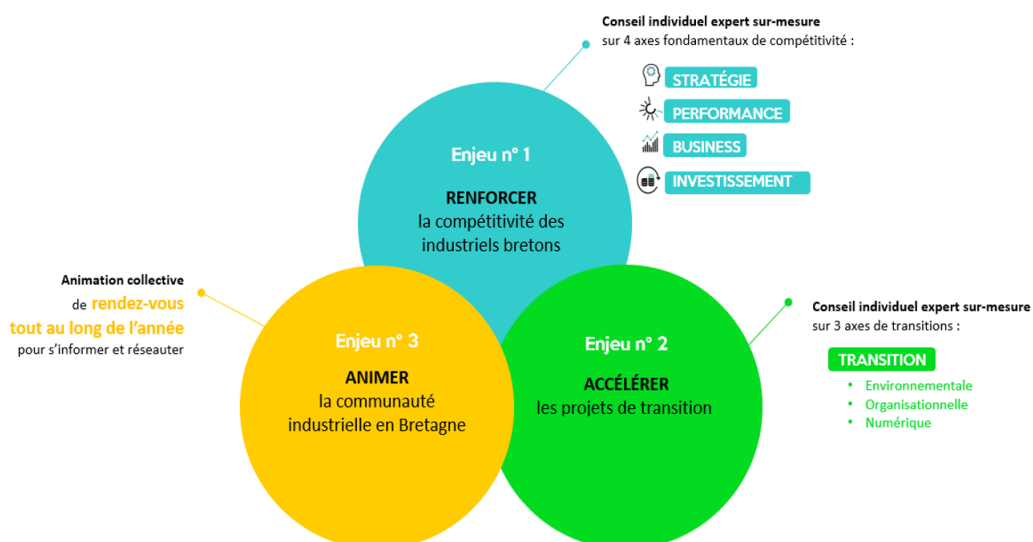 Conseil individuel expert sur-mesure
sur 4 axes fondamentaux de compétitivité :
STRATÉGIE
PERFORMANCE
BUSINESS
INVESTISSEMENT
Enjeu n° 1
RENFORCER
la compétitivité des
industriels bretons
Animation collective
de rendez-vous
tout au long de l'année
pour s'informer et réseauter
Enjeu n° 3
ANIMER
la communauté
industrielle en Bretagne
Enjeu n° 2
ACCÉLÉRER
les projets de transition
Conseil individuel expert sur-mesure
sur 3 axes de transitions :
TRANSITION
• Environnementale
• Organisationnelle
• Numérique